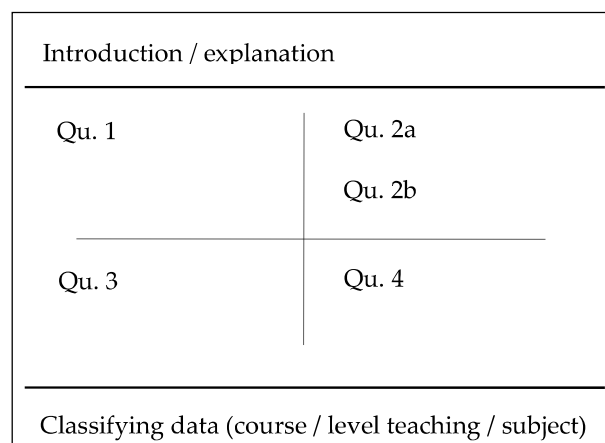 Introduction / explanation
Qu. 1
Qu. 2a
Qu. 2b
Qu. 3
Qu. 4
Classifying data (course / level teaching / subject)